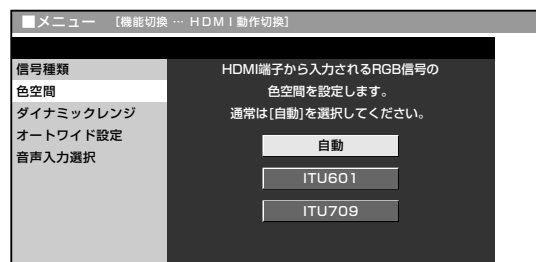 ■メニュー [機能切換 … HDMI動作切換]
信号種類
色空間
ダイナミックレンジ
オートワイド設定
音声入力選択
HDMI端子から入力されるRGB信号の
色空間を設定します。
通常は[自動]を選択してください。
自動
ITU601
ITU709